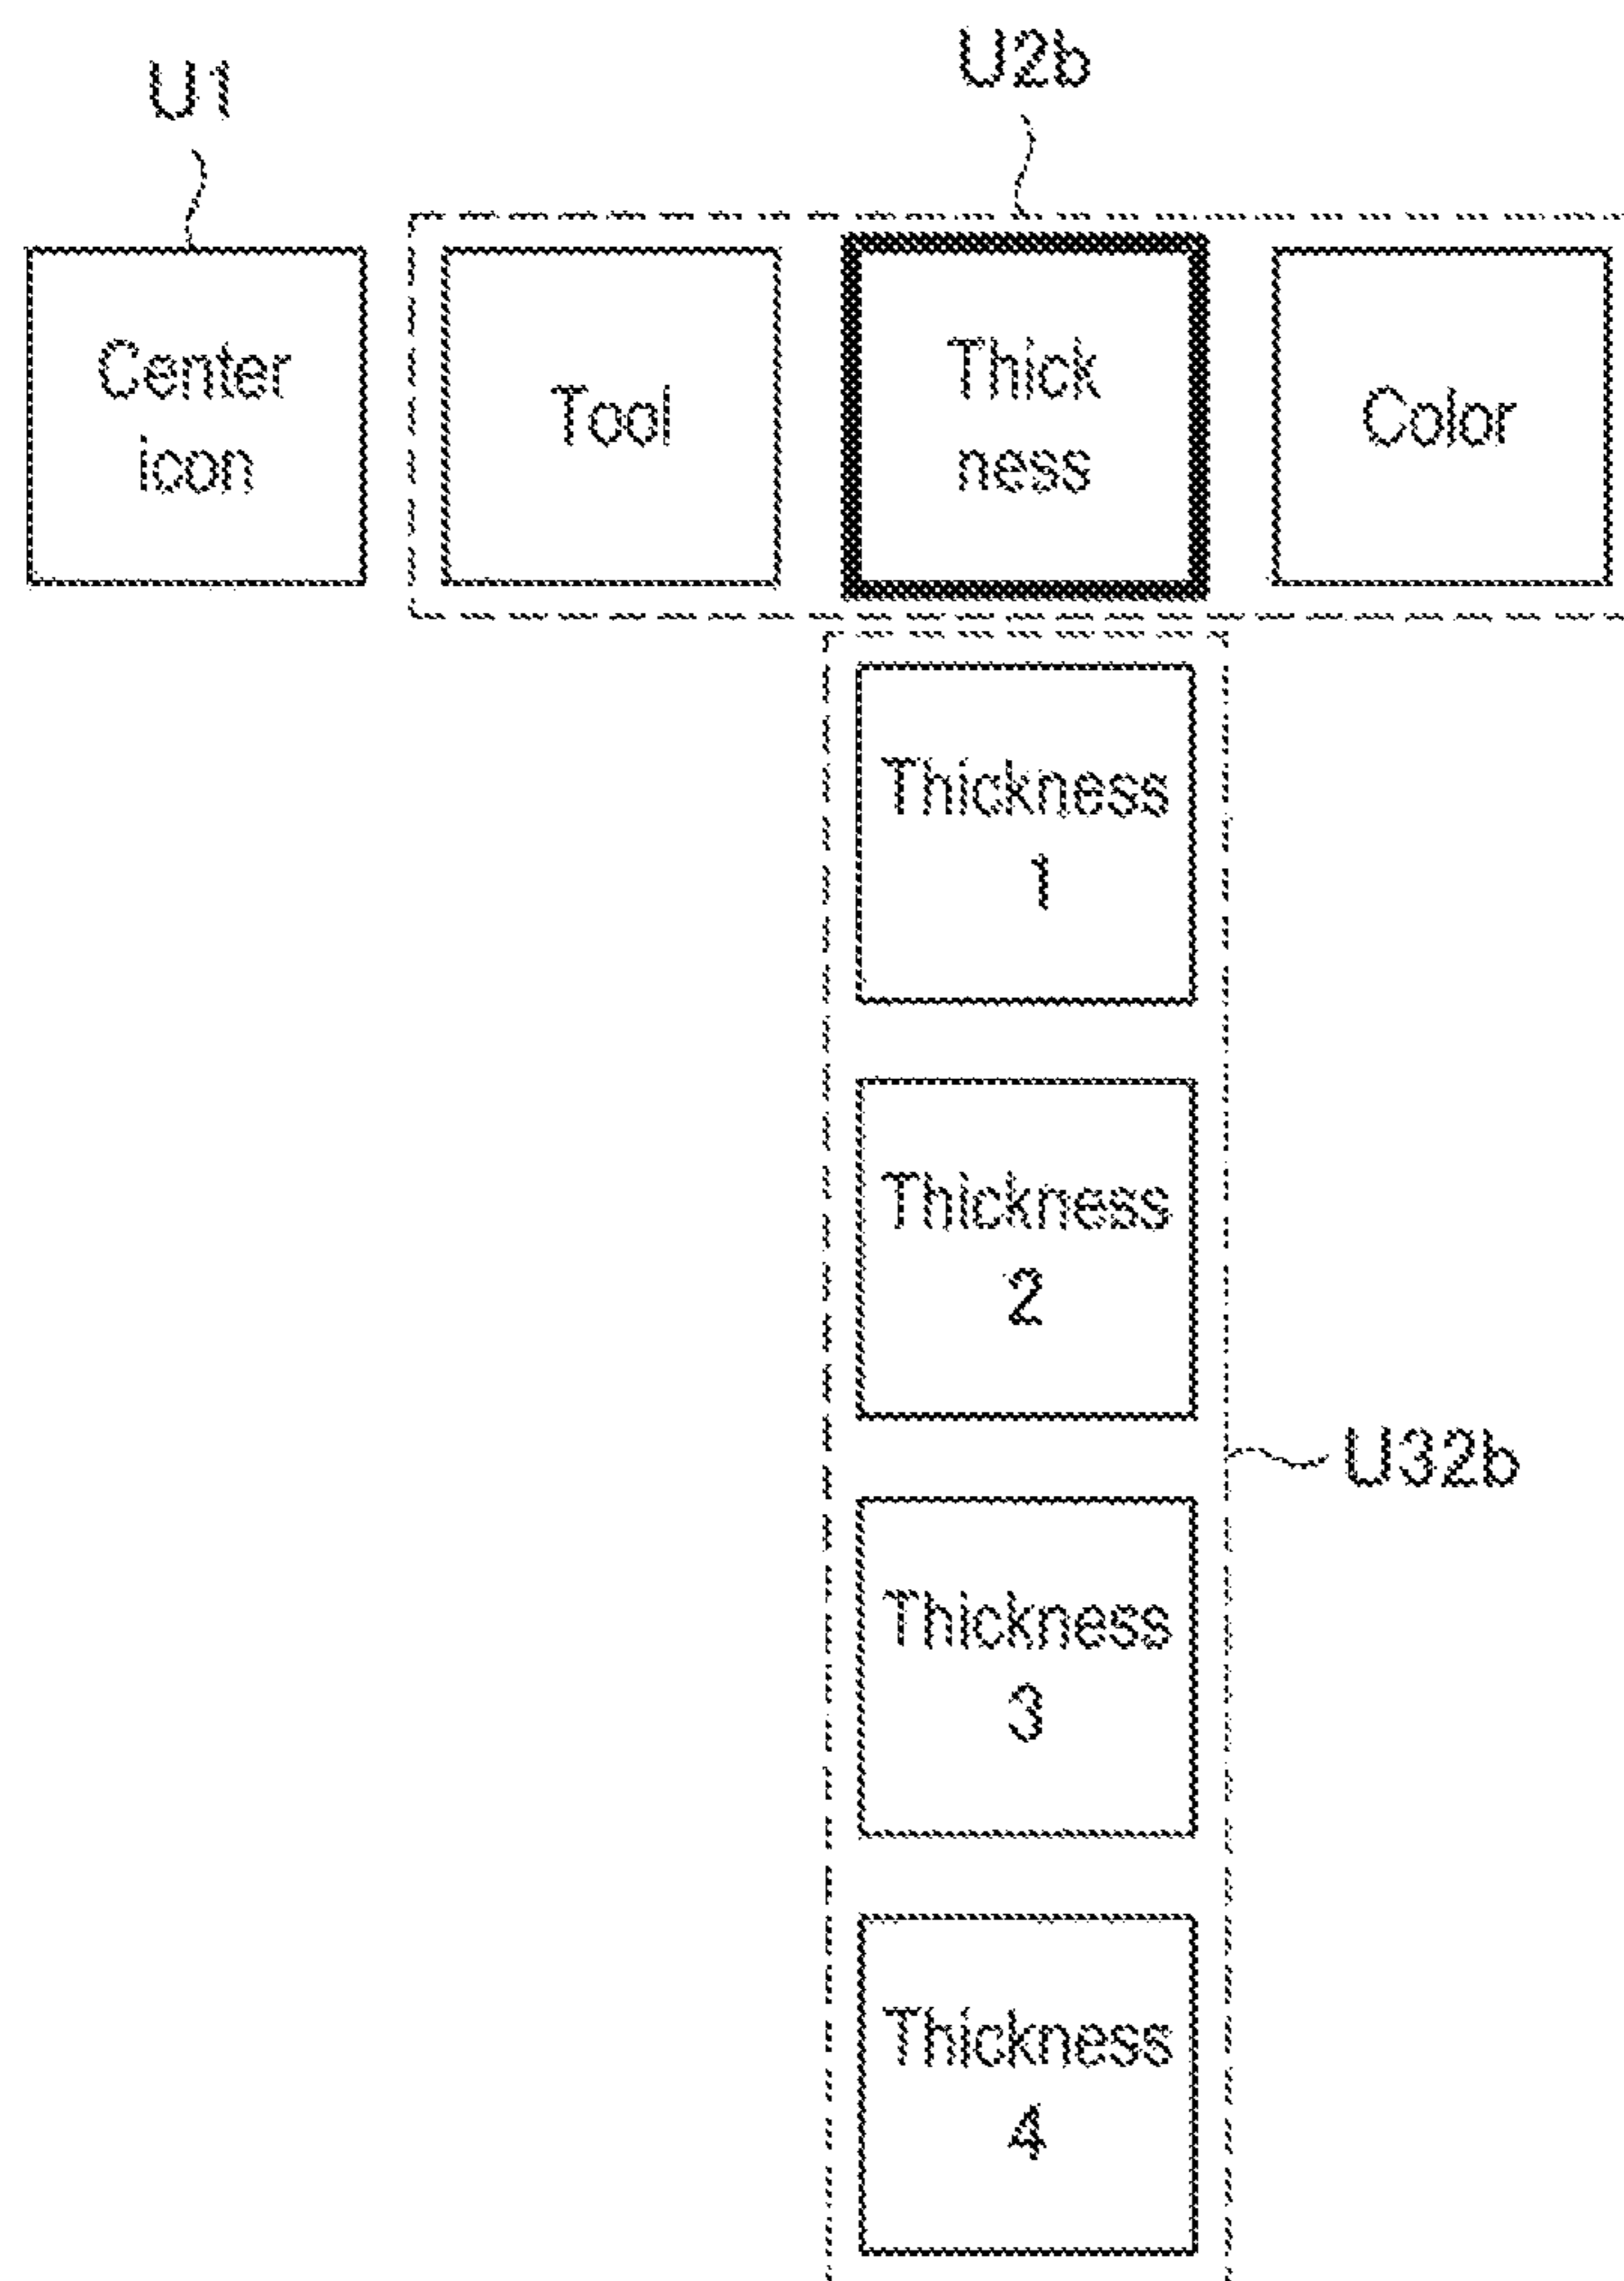 U1
U2b
Center
icon
Tool
Thick
ness
Color
Thickness
1
Thickness
2
U32b
Thickness
3
Thickness
4